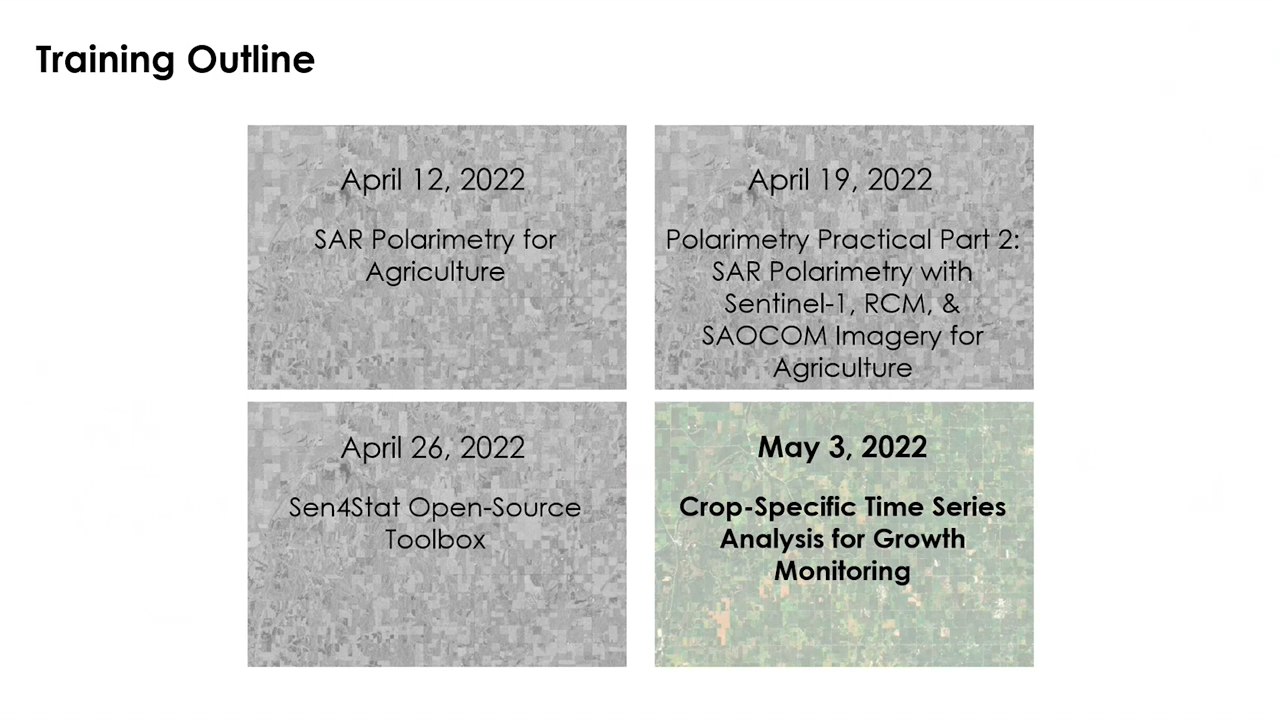 Training Outline
April 12, 2022
SAR Polarimetry for
Agriculture
April 19, 2022
Polarimetry Practical Part 2:
SAR Polarimetry with
Sentinel-1, RCM, &
SAOCOM Imagery for
Agriculture
April 26, 2022
Sen4Stat Open-Source
Toolbox
May 3, 2022
Crop-Specific Time Series
Analysis for Growth
Monitoring